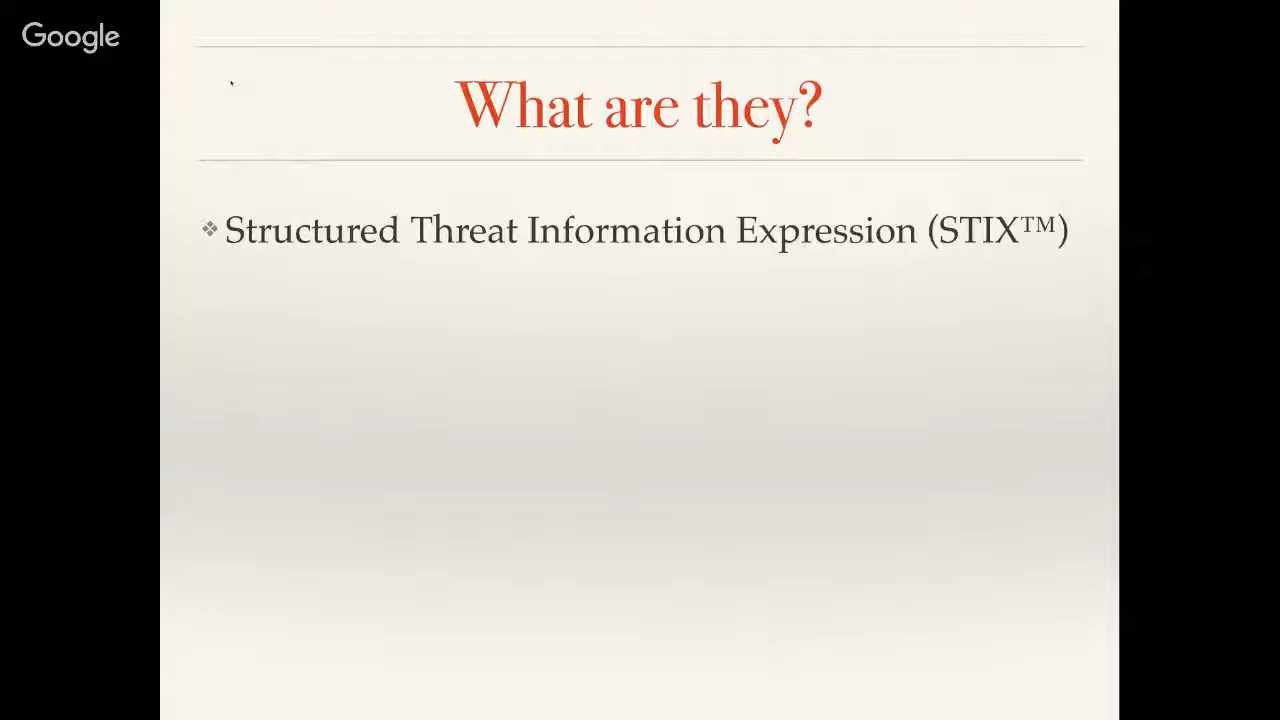 Google
What are they?
Structured Threat Information Expression (STIX™)